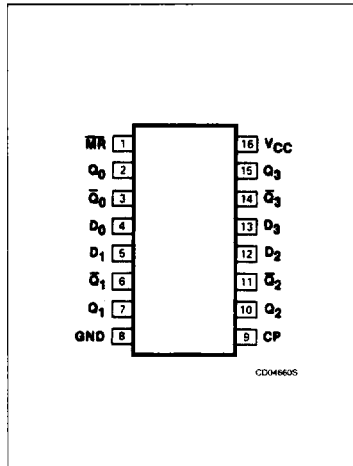 M̅R̅ 1 16 VCC
Q0 2 15 Q3
Q̅0 3 14 Q̅3
D0 4 13 D3
D1 5 12 D2
Q̅1 6 11 Q̅2
Q1 7 10 Q2
GND 8 9 CP
CD04660S